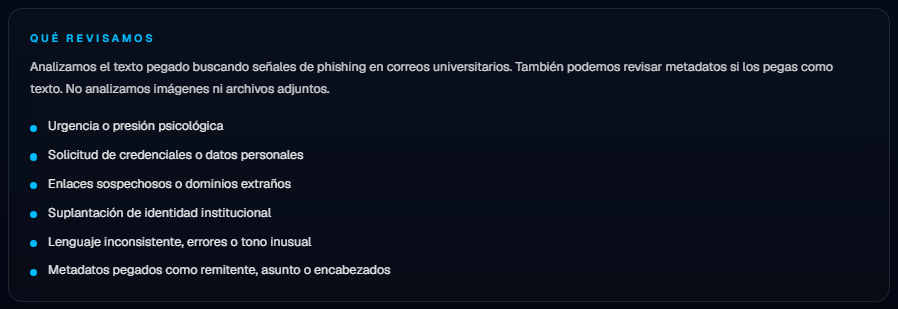 QUÉ REVISAMOS
Analizamos el texto pegado buscando señales de phishing en correos universitarios. También podemos revisar metadatos si los pegas como
texto. No analizamos imágenes ni archivos adjuntos.
Urgencia o presión psicológica
Solicitud de credenciales o datos personales
Enlaces sospechosos o dominios extraños
Suplantación de identidad institucional
Lenguaje inconsistente, errores o tono inusual
Metadatos pegados como remitente, asunto o encabezados